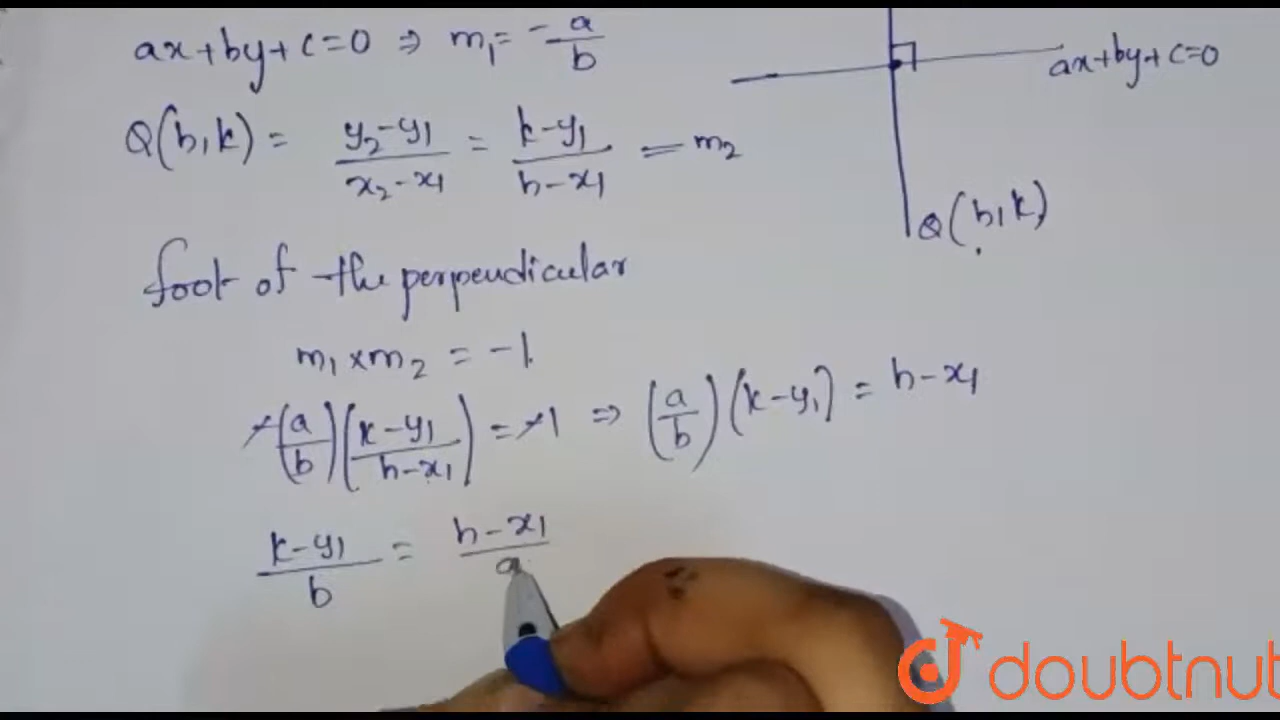 ax+by+c=0 ⇒ m₁=-a/b
ax+by+c=0
Q(h,k) = y₂-y₁/x₂-x₁ = k-y₁/h-x₁ = m₂
Q(h,k)
foot of the perpendicular
m₁×m₂ = -1
-(a/b)(k-y₁/h-x₁) = -1 ⇒ (a/b)(k-y₁) = h-x₁
k-y₁/b = h-x₁/a
doubtnut